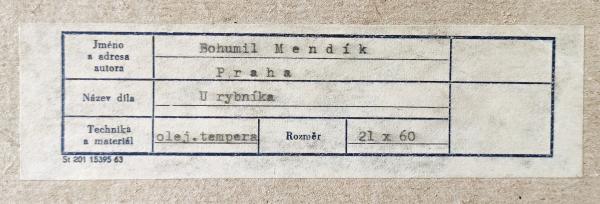 Jméno
a adresa
autora
Bohumil Mendík
Praha
Název díla
U rybníka
Technika
a materiál
olej.tempera
Rozměr
21 x 60
St 201 15395 63